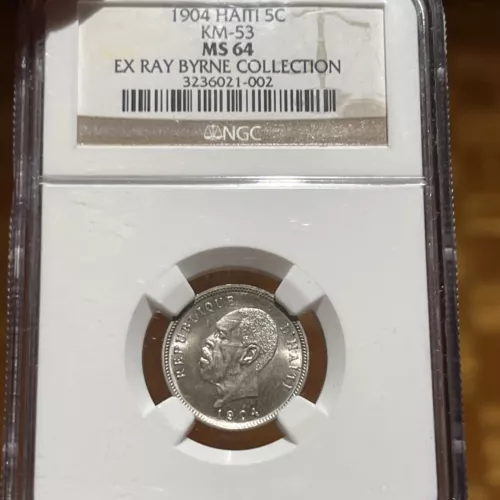 1904 HAITI 5C
KM-53
MS 64
EX RAY BYRNE COLLECTION
3236021-002
NGC
REPUBLIQUE D'HAITI
1904